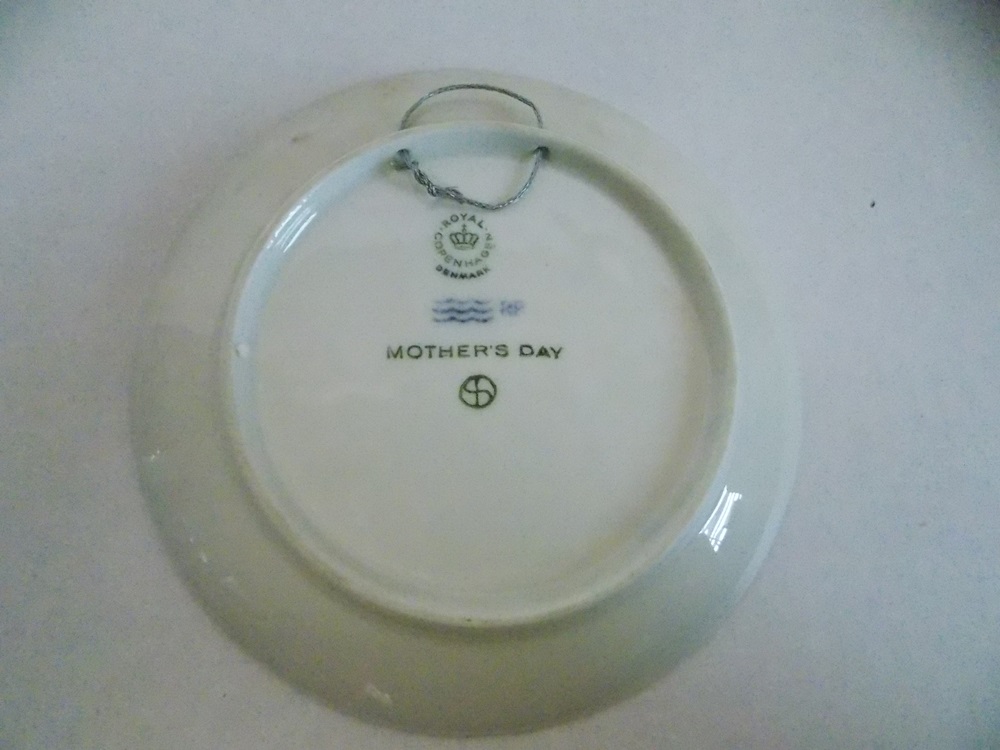 ROYAL
COPENHAGEN
DENMARK
MOTHER'S DAY